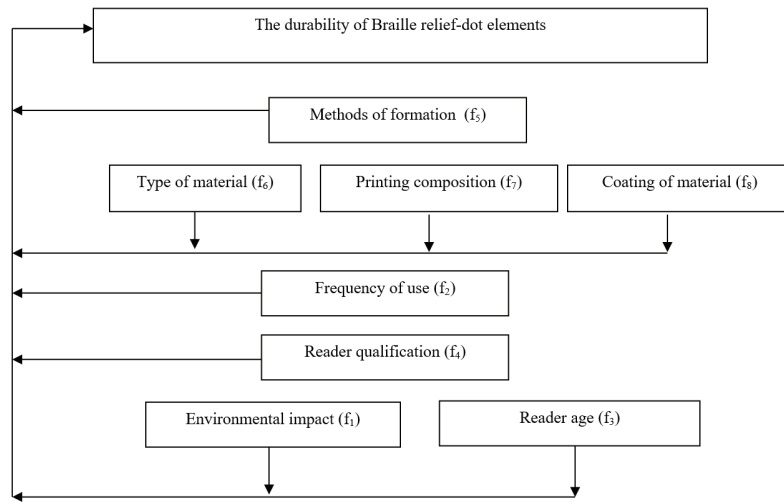 The durability of Braille relief-dot elements
Methods of formation (f₅)
Type of material (f₆)
Printing composition (f₇)
Coating of material (f₈)
Frequency of use (f₂)
Reader qualification (f₄)
Environmental impact (f₁)
Reader age (f₃)